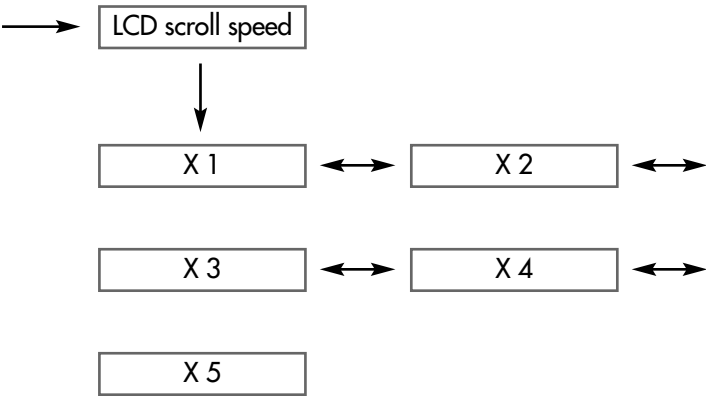 LCD scroll speed
X 1
X 2
X 3
X 4
X 5